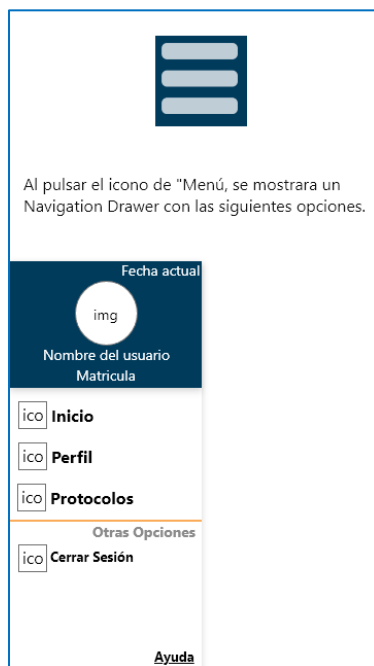 Al pulsar el icono de "Menú, se mostrara un
Navigation Drawer con las siguientes opciones.
Fecha actual
img
Nombre del usuario
Matricula
ico Inicio
ico Perfil
ico Protocolos
Otras Opciones
ico Cerrar Sesión
Ayuda